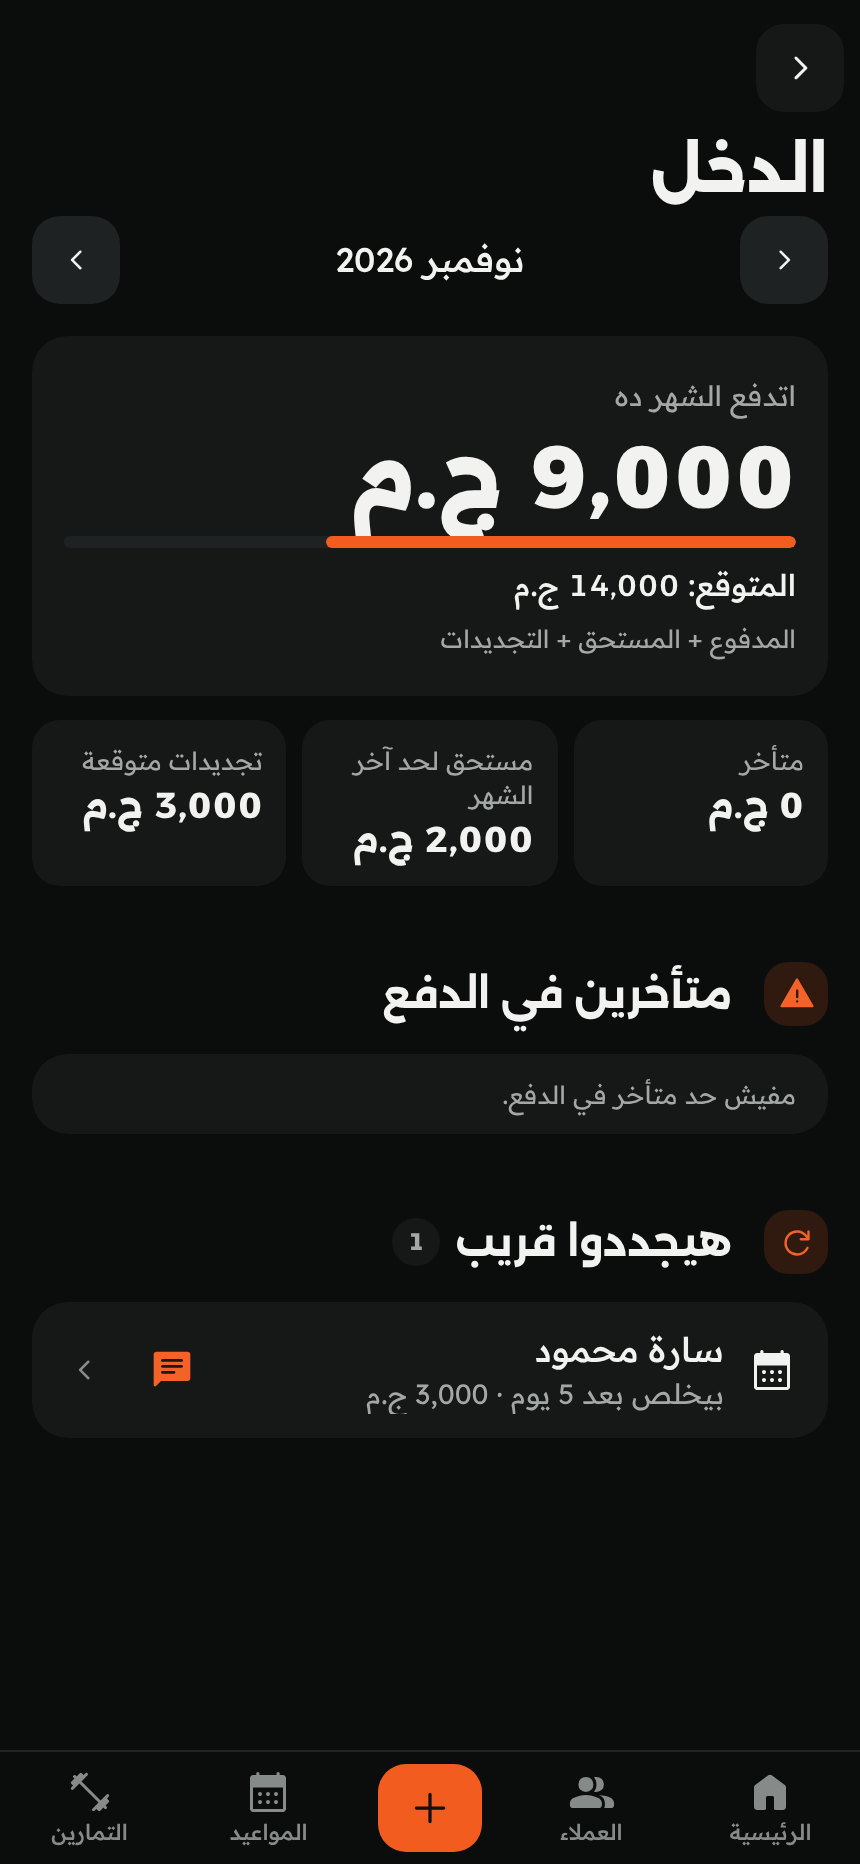 الدخل
نوفمبر 2026
اتدفع الشهر ده
9,000 ج.م
المتوقع: 14,000 ج.م
المدفوع + المستحق + التجديدات
متأخر
0 ج.م
مستحق لحد آخر
الشهر
2,000 ج.م
تجديدات متوقعة
3,000 ج.م
متأخرين في الدفع
مفيش حد متأخر في الدفع.
هيجددوا قريب 1
سارة محمود
بيخلص بعد 5 يوم · 3,000 ج.م
الرئيسية
العملاء
المواعيد
التمارين